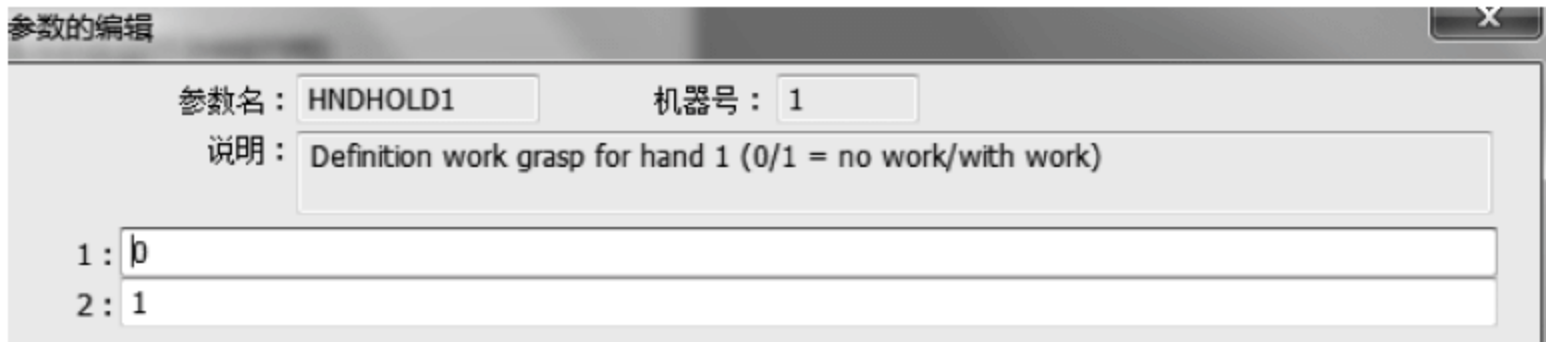 参数的编辑
X
参数名： HNDHOLD1 机器号： 1
说明： Definition work grasp for hand 1 (0/1 = no work/with work)
1： 0
2： 1